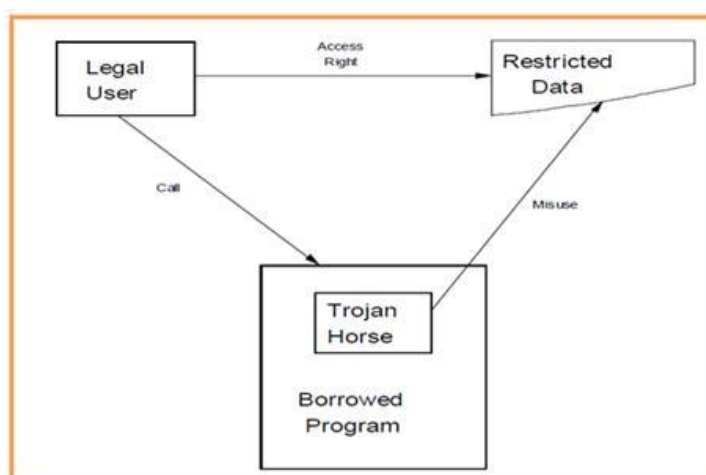 Access
Right
Legal
User
Restricted
Data
Call
Misuse
Trojan
Horse
Borrowed
Program